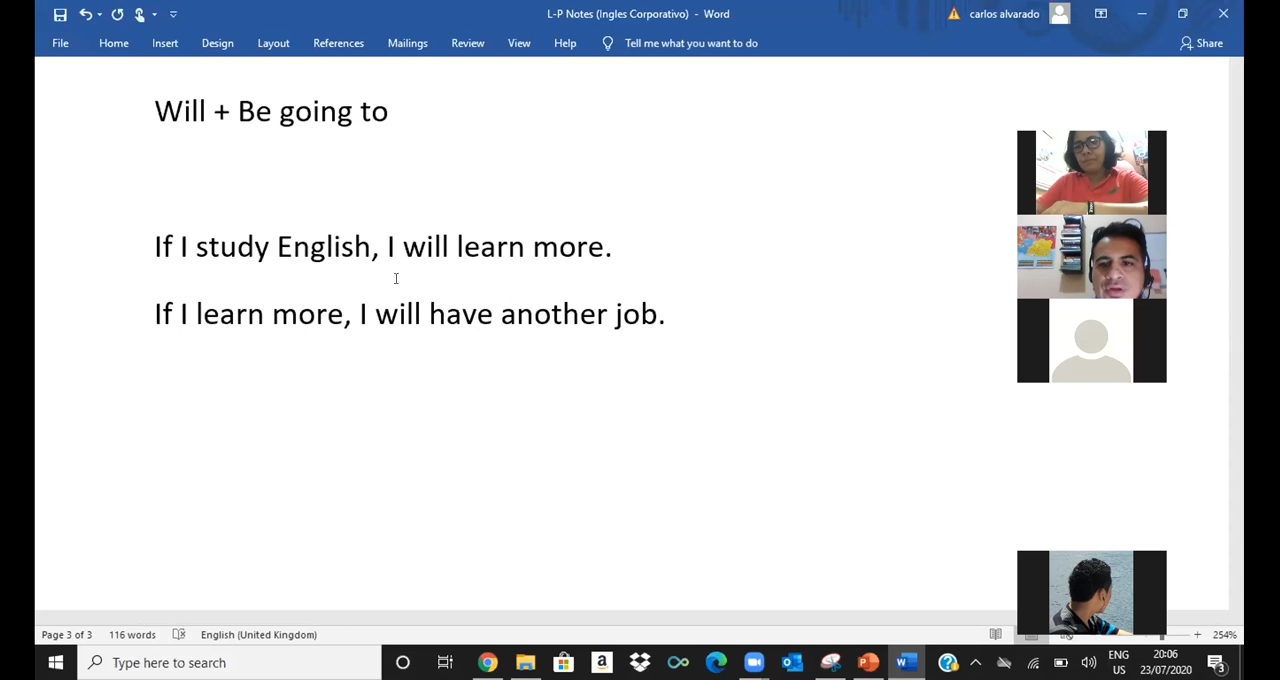 L-P Notes (Ingles Corporativo) - Word
carlos alvarado
File Home Insert Design Layout References Mailings Review View Help Tell me what you want to do Share
Will + Be going to
If I study English, I will learn more.
If I learn more, I will have another job.
Page 3 of 3 116 words English (United Kingdom) 254%
Type here to search
ENG 20:06
US 23/07/2020